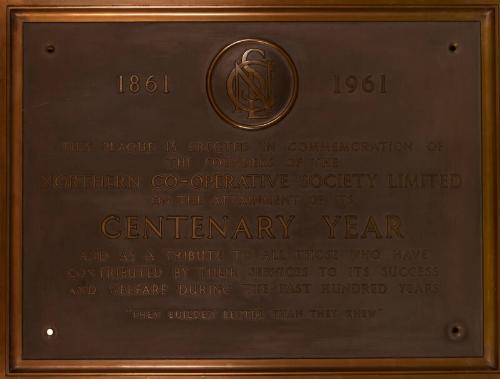 1861 NCSL 1961
THIS PLAQUE IS ERECTED IN COMMEMORATION OF
THE FOUNDERS OF THE
NORTHERN CO-OPERATIVE SOCIETY LIMITED
ON THE ATTAINMENT OF ITS
CENTENARY YEAR
AND AS A TRIBUTE TO ALL THOSE WHO HAVE
CONTRIBUTED BY THEIR SERVICES TO ITS SUCCESS
AND WELFARE DURING THE PAST HUNDRED YEARS
"THEY BUILDED BETTER THAN THEY KNEW"